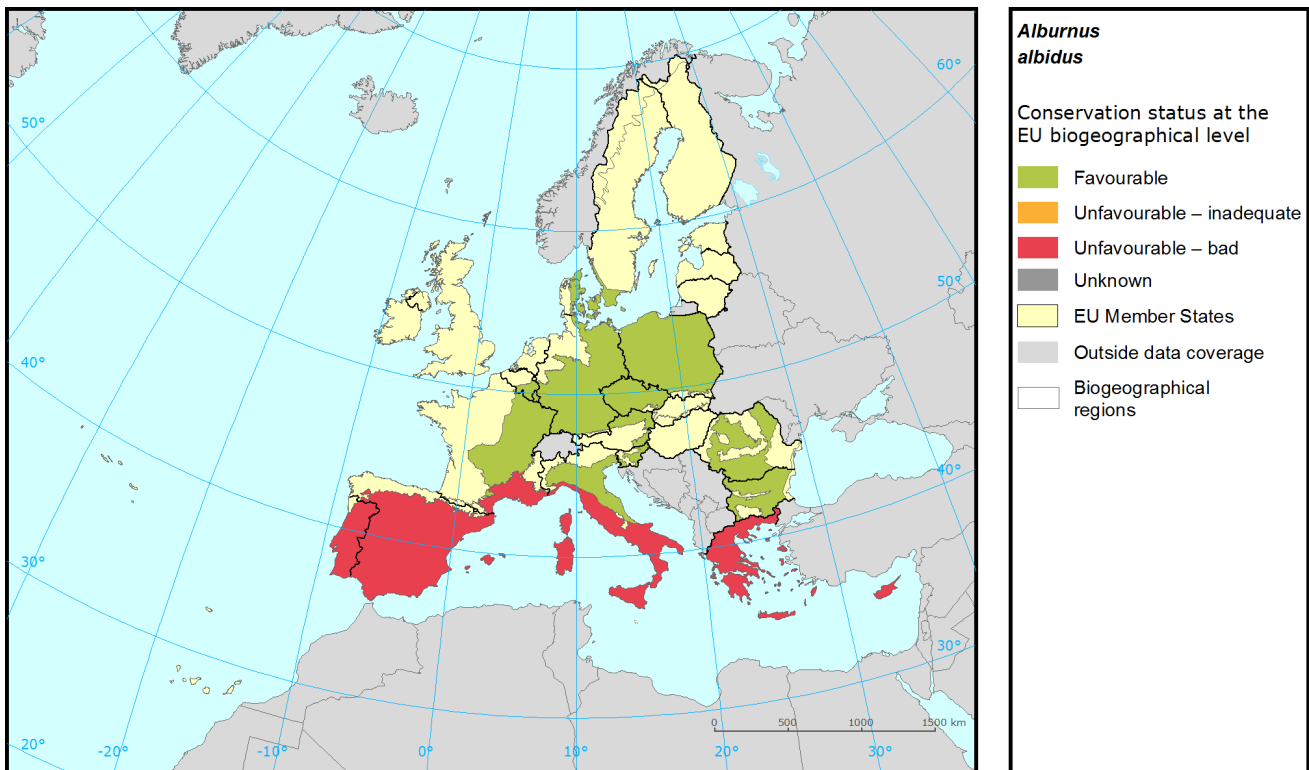 Alburnus
albidus
Conservation status at the
EU biogeographical level
Favourable
Unfavourable – inadequate
Unfavourable – bad
Unknown
EU Member States
Outside data coverage
Biogeographical
regions
60°
50°
50°
40°
40°
30°
30°
0 500 1000 1500 km
20° -20° -10° 0° 10° 20° 30°